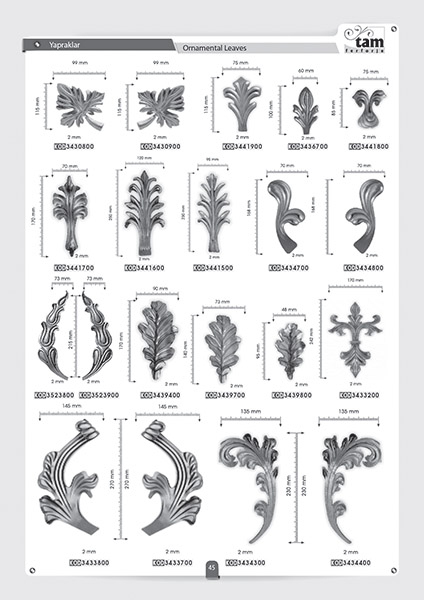 Yapraklar
Ornamental Leaves
tam
ferforje
99 mm
99 mm
75 mm
60 mm
75 mm
115 mm
115 mm
115 mm
100 mm
85 mm
2 mm
2 mm
2 mm
2 mm
2 mm
KOD 3430800
KOD 3430900
KOD 3441900
KOD 3436700
KOD 3441800
70 mm
120 mm
95 mm
70 mm
70 mm
170 mm
250 mm
230 mm
168 mm
168 mm
2 mm
2 mm
2 mm
2 mm
2 mm
KOD 3441700
KOD 3441600
KOD 3441500
KOD 3434700
KOD 3434800
73 mm
73 mm
90 mm
73 mm
48 mm
170 mm
215 mm
170 mm
140 mm
95 mm
240 mm
2 mm
2 mm
2 mm
2 mm
2 mm
2 mm
KOD 3523800
KOD 3523900
KOD 3439400
KOD 3439700
KOD 3439800
KOD 3433200
145 mm
145 mm
135 mm
135 mm
270 mm
270 mm
230 mm
230 mm
2 mm
2 mm
2 mm
2 mm
KOD 3433800
KOD 3433700
KOD 3434300
KOD 3434400
45